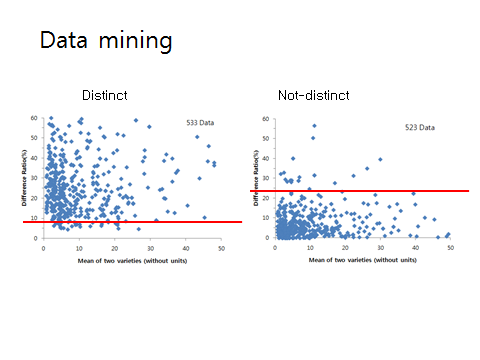 Data mining
Distinct
Not-distinct
533 Data
523 Data
Difference Ratio(%)
60
50
40
30
20
10
0
0 10 20 30 40 50
Mean of two varieties (without units)
Difference Ratio(%)
60
50
40
30
20
10
0
0 10 20 30 40 50
Mean of two varieties (without units)